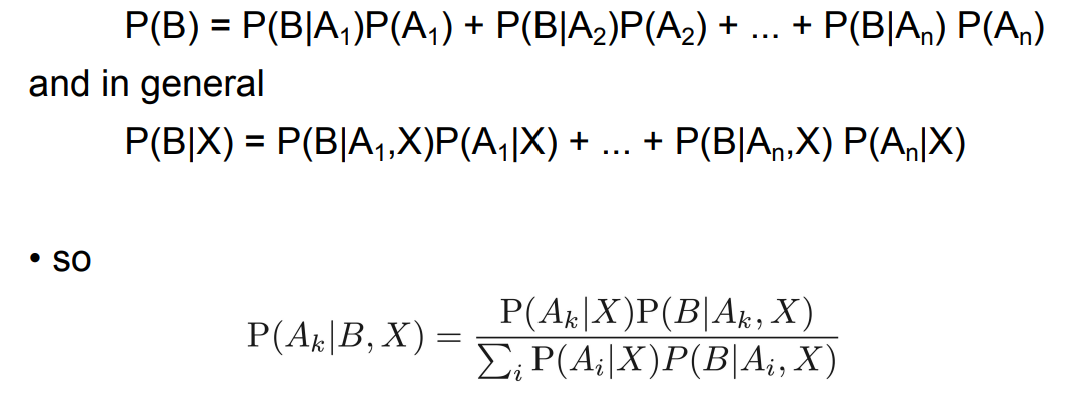 P(B) = P(B|A₁)P(A₁) + P(B|A₂)P(A₂) + ... + P(B|Aₙ) P(Aₙ)
and in general
P(B|X) = P(B|A₁,X)P(A₁|X) + ... + P(B|Aₙ,X) P(Aₙ|X)
• so
P(Aₖ|B, X) = P(Aₖ|X)P(B|Aₖ, X) / ∑ᵢ P(Aᵢ|X)P(B|Aᵢ, X)